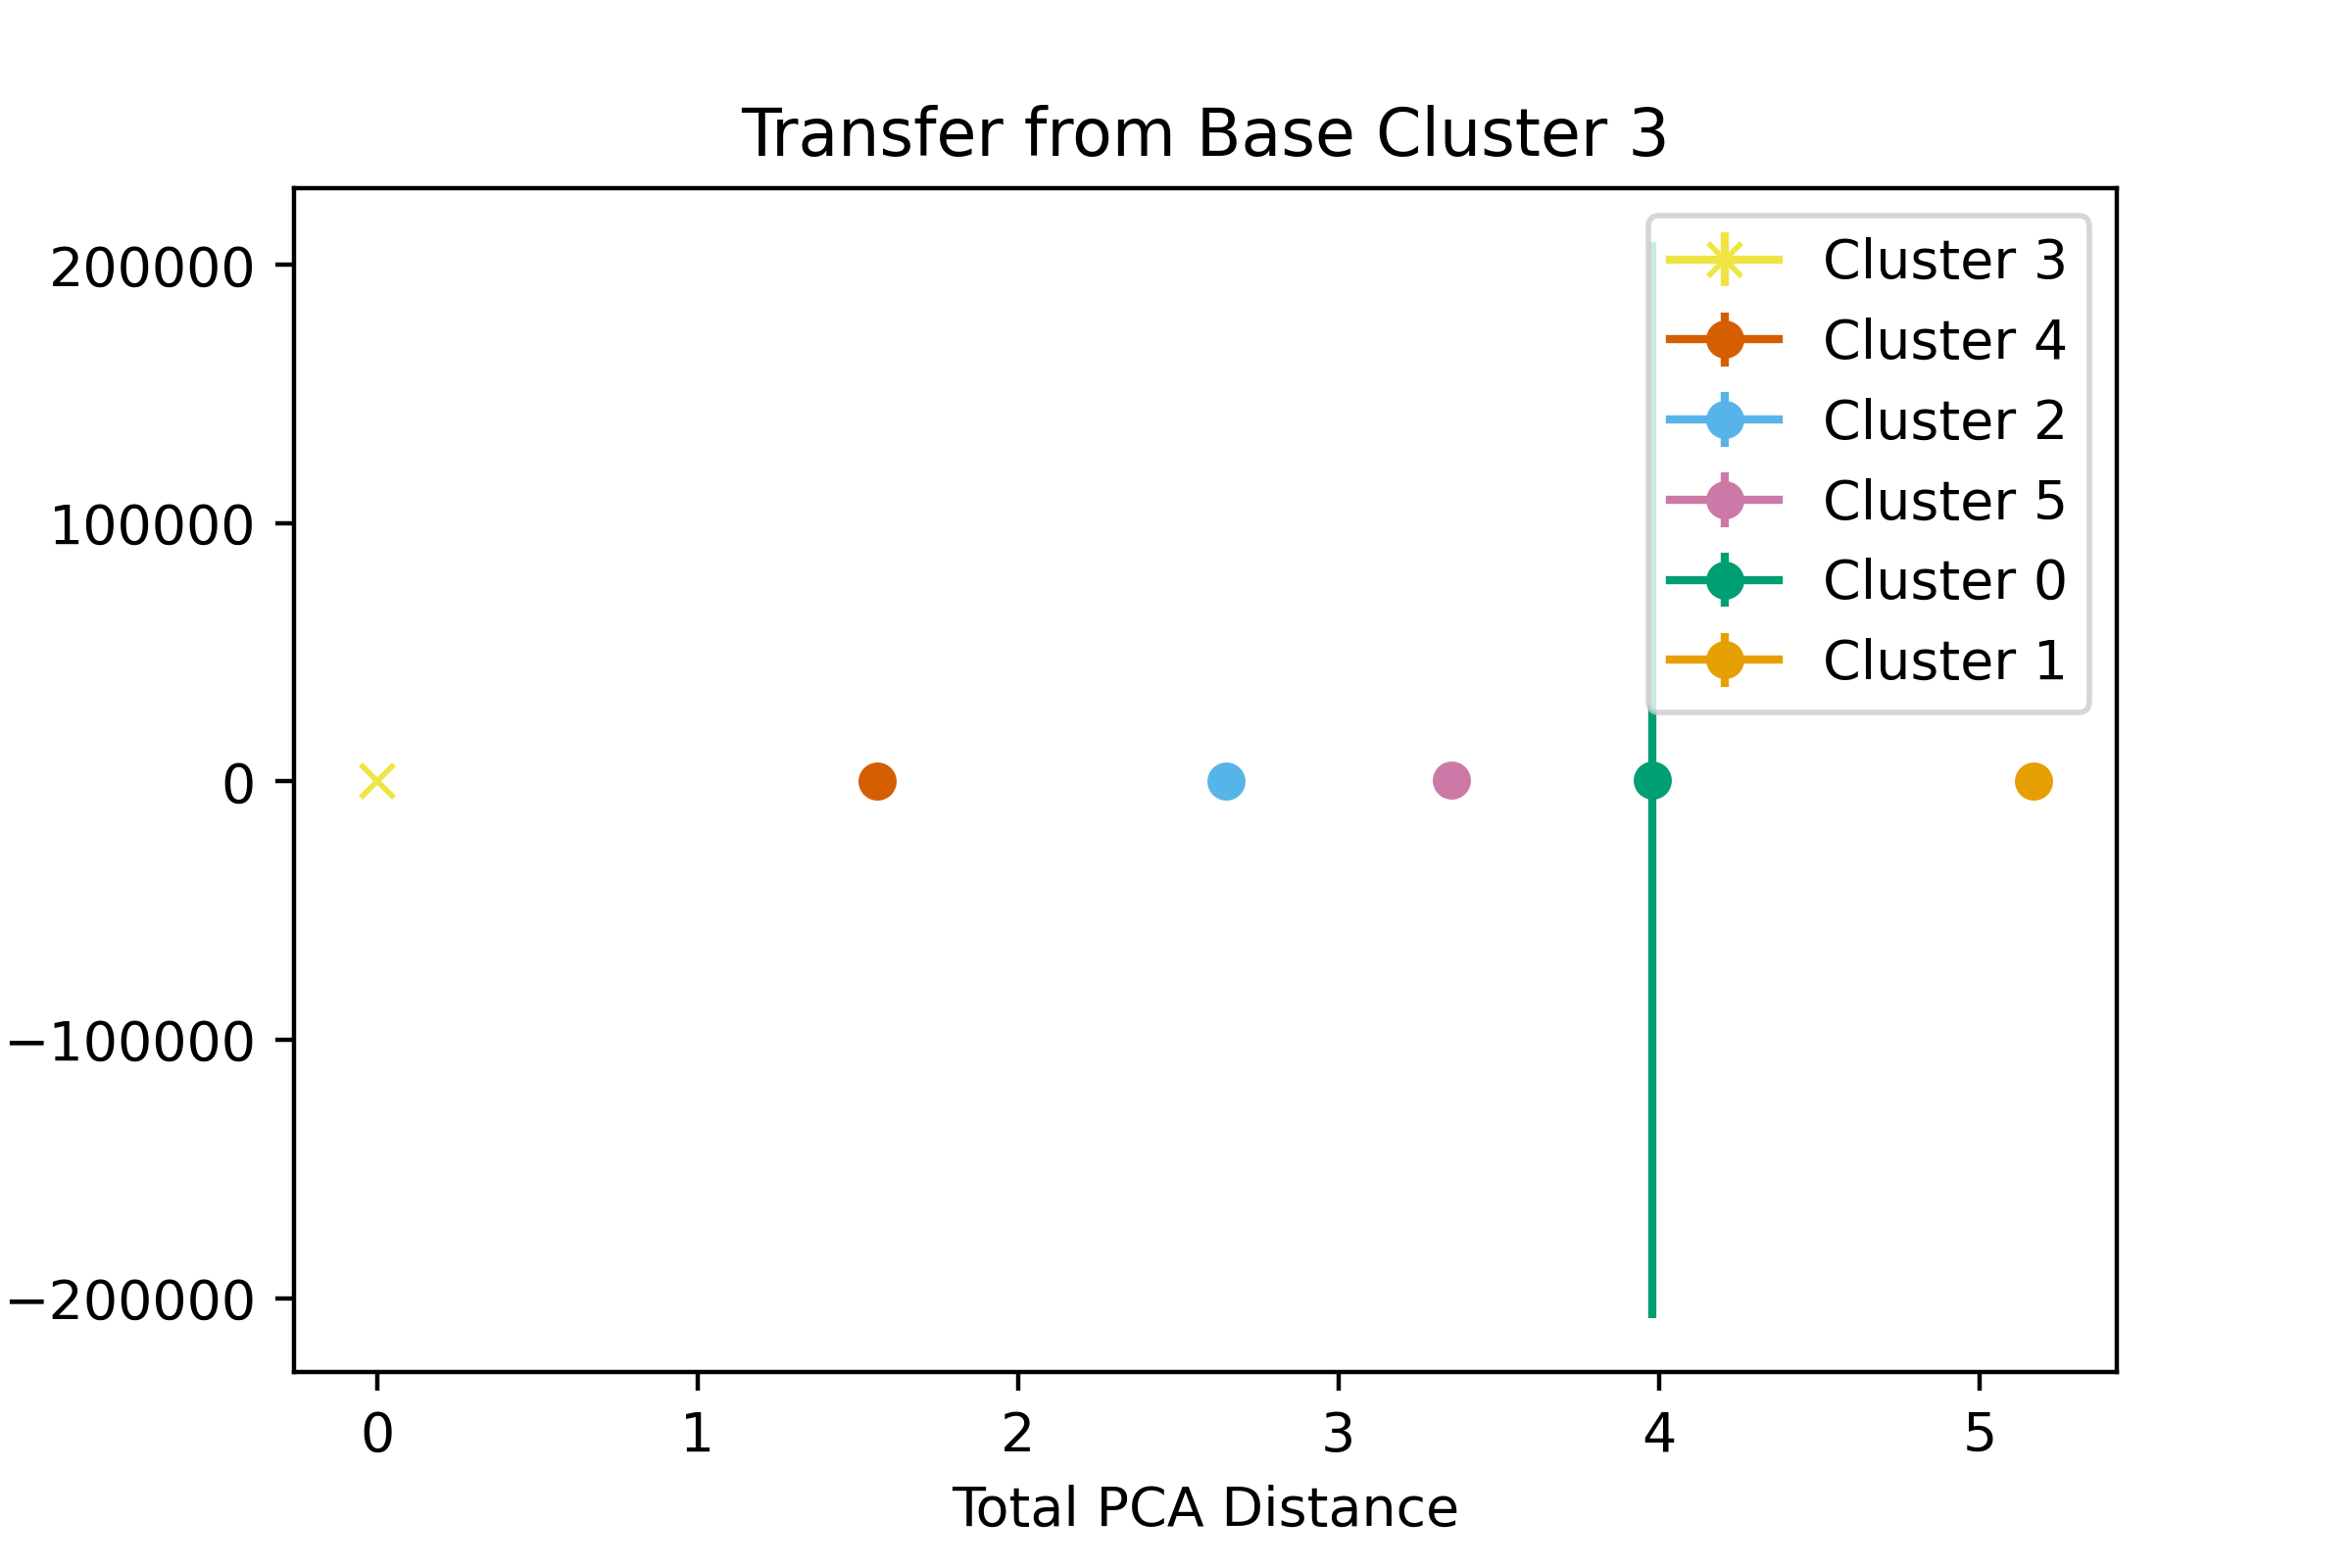 Transfer from Base Cluster 3
200000
100000
0
−100000
−200000
Cluster 3
Cluster 4
Cluster 2
Cluster 5
Cluster 0
Cluster 1
0 1 2 3 4 5
Total PCA Distance